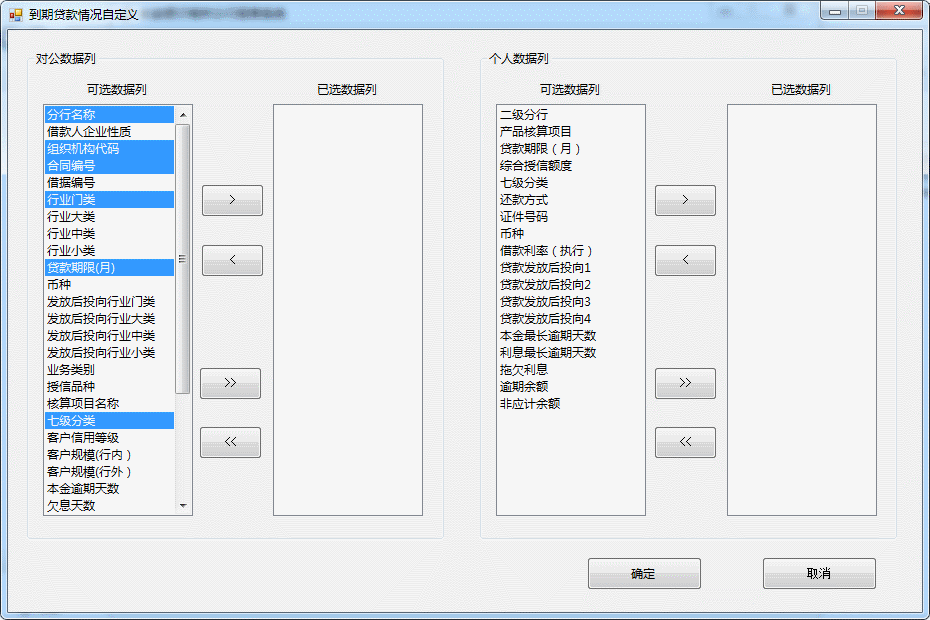 到期贷款情况自定义
对公数据列
可选数据列
已选数据列
分行名称
借款人企业性质
组织机构代码
合同编号
借据编号
行业门类
行业大类
行业中类
行业小类
贷款期限(月)
币种
发放后投向行业门类
发放后投向行业大类
发放后投向行业中类
发放后投向行业小类
业务类别
授信品种
核算项目名称
七级分类
客户信用等级
客户规模(行内）
客户规模(行外）
本金逾期天数
欠息天数
>
<
>>
<<
个人数据列
可选数据列
已选数据列
二级分行
产品核算项目
贷款期限（月）
综合授信额度
七级分类
还款方式
证件号码
币种
借款利率（执行）
贷款发放后投向1
贷款发放后投向2
贷款发放后投向3
贷款发放后投向4
本金最长逾期天数
利息最长逾期天数
拖欠利息
逾期余额
非应计余额
>
<
>>
<<
确定
取消